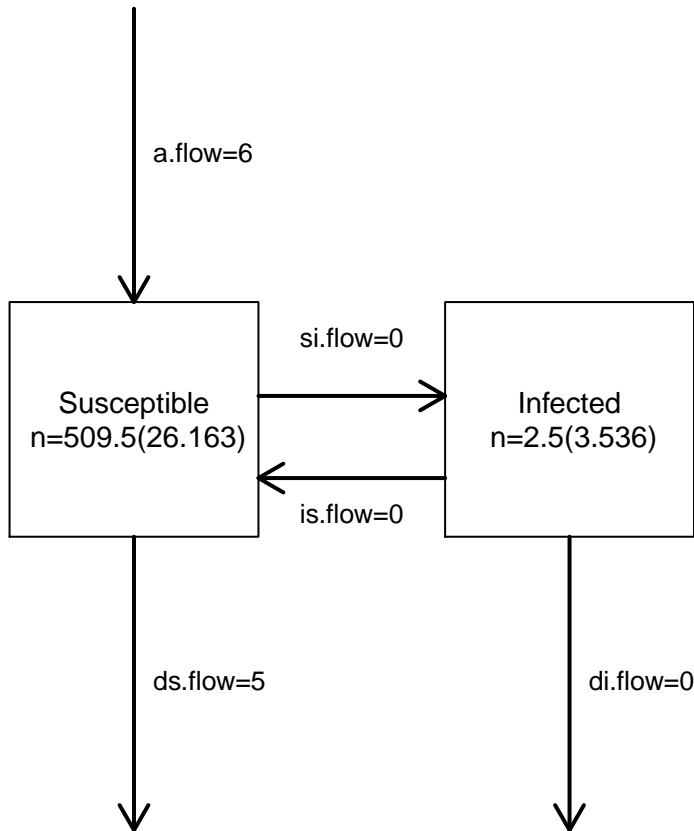 a.flow=6
si.flow=0
Susceptible
n=509.5(26.163)
Infected
n=2.5(3.536)
is.flow=0
ds.flow=5
di.flow=0